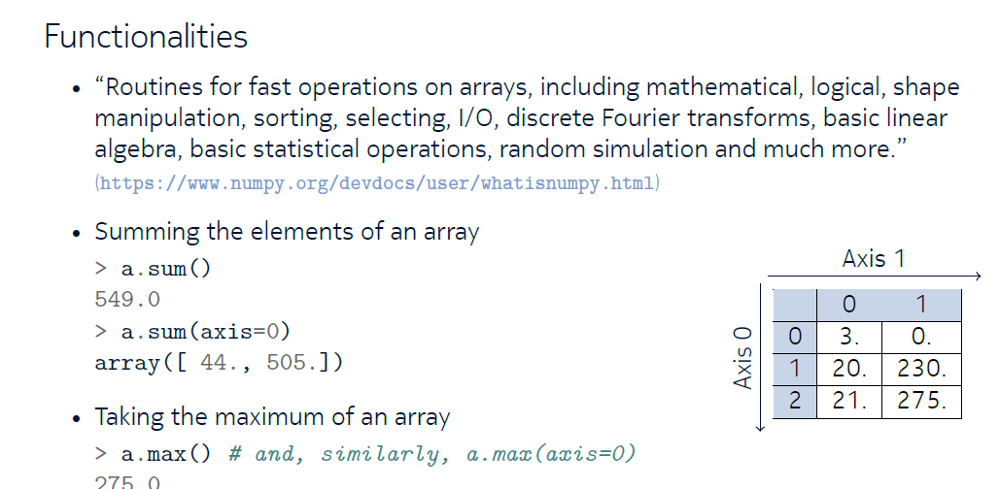 Functionalities
• “Routines for fast operations on arrays, including mathematical, logical, shape
manipulation, sorting, selecting, I/O, discrete Fourier transforms, basic linear
algebra, basic statistical operations, random simulation and much more.”
(https://www.numpy.org/devdocs/user/whatisnumpy.html)
• Summing the elements of an array
> a.sum()
549.0
> a.sum(axis=0)
array([ 44., 505.])
• Taking the maximum of an array
> a.max() # and, similarly, a.max(axis=0)
275.0
Axis 1
Axis 0
0 1
0 3. 0.
1 20. 230.
2 21. 275.